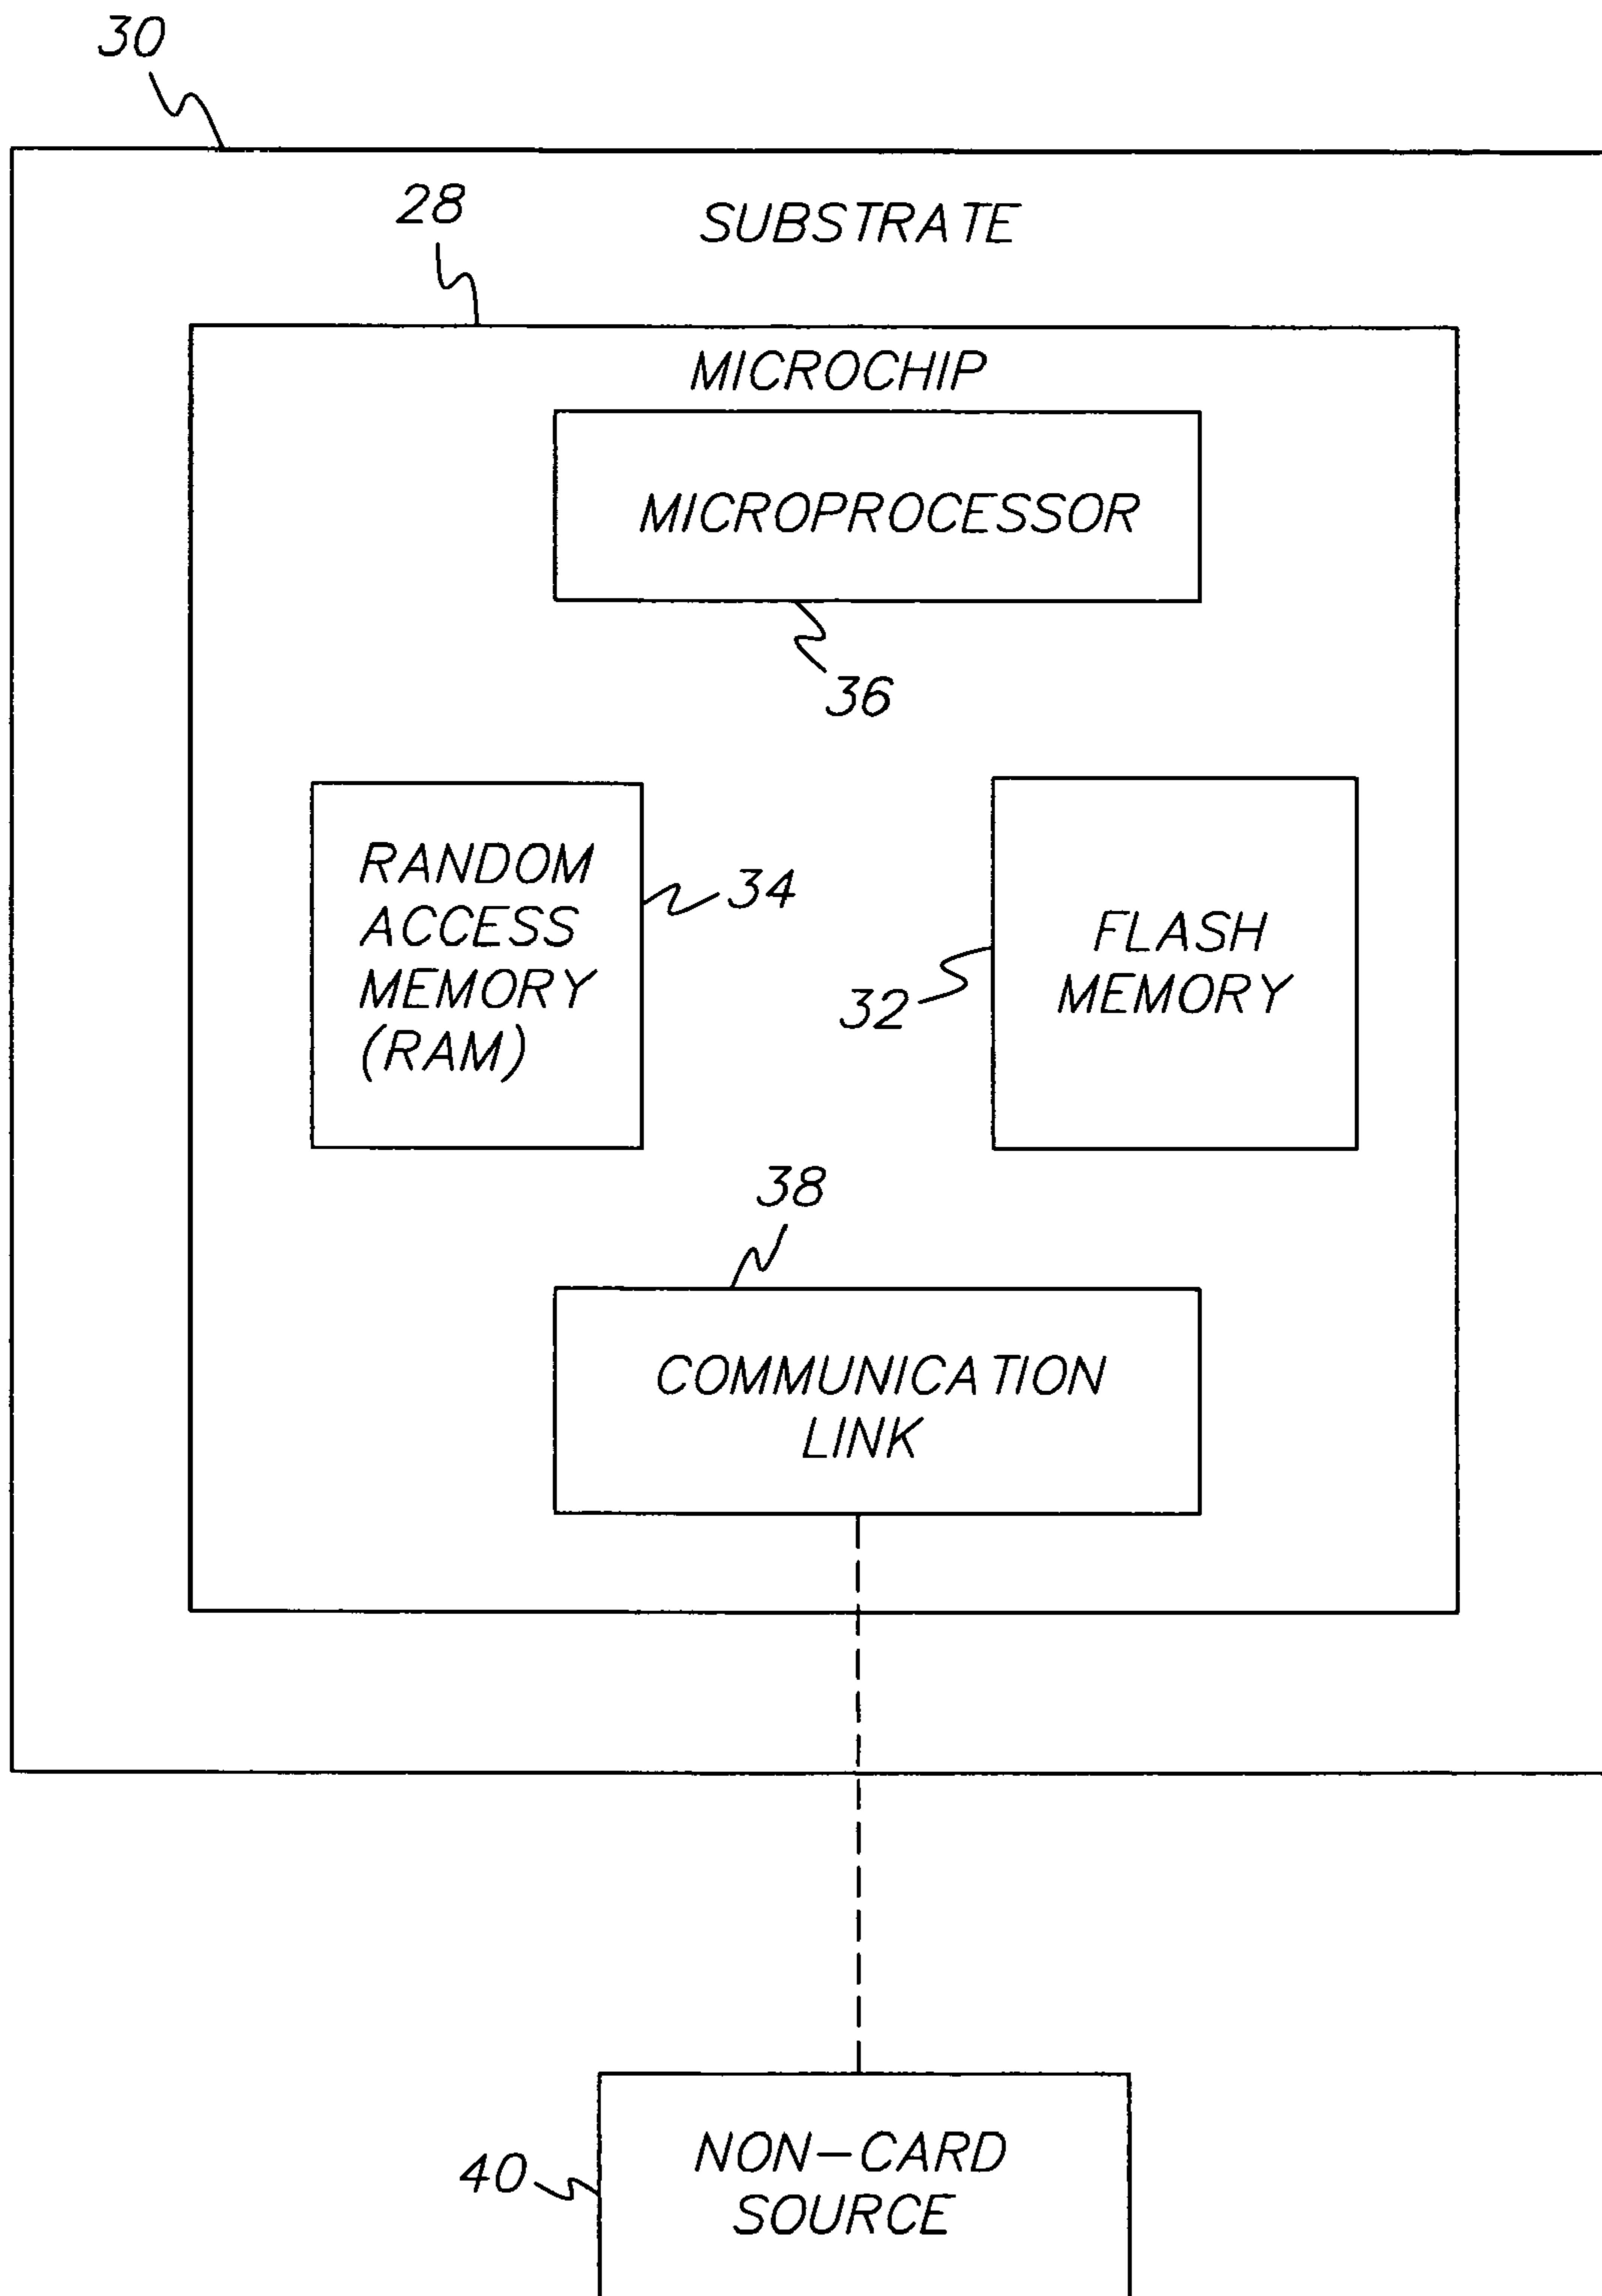 30
28
SUBSTRATE
MICROCHIP
MICROPROCESSOR
36
RANDOM
ACCESS
MEMORY
(RAM)
34
FLASH
MEMORY
32
38
COMMUNICATION
LINK
NON-CARD
SOURCE
40